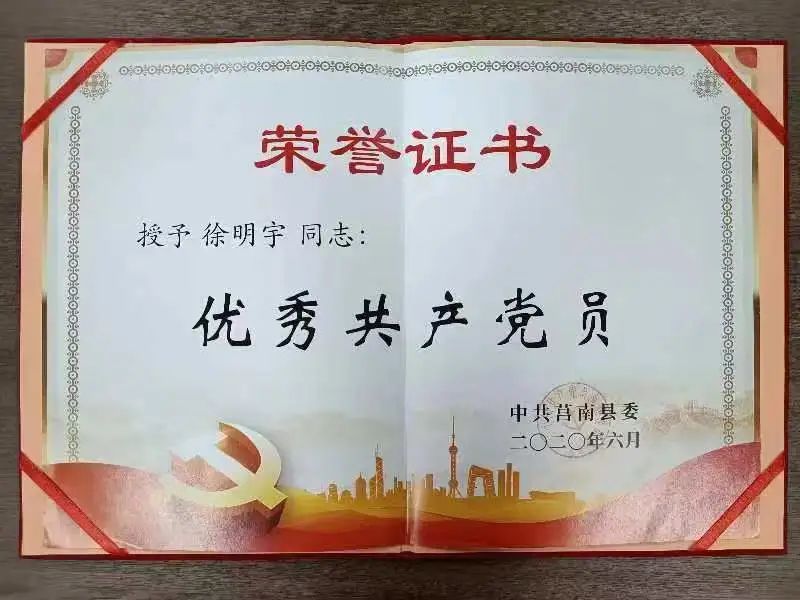 荣誉证书
授予 徐明宇 同志:
优秀共产党员
中共莒南县委
二〇二〇年六月